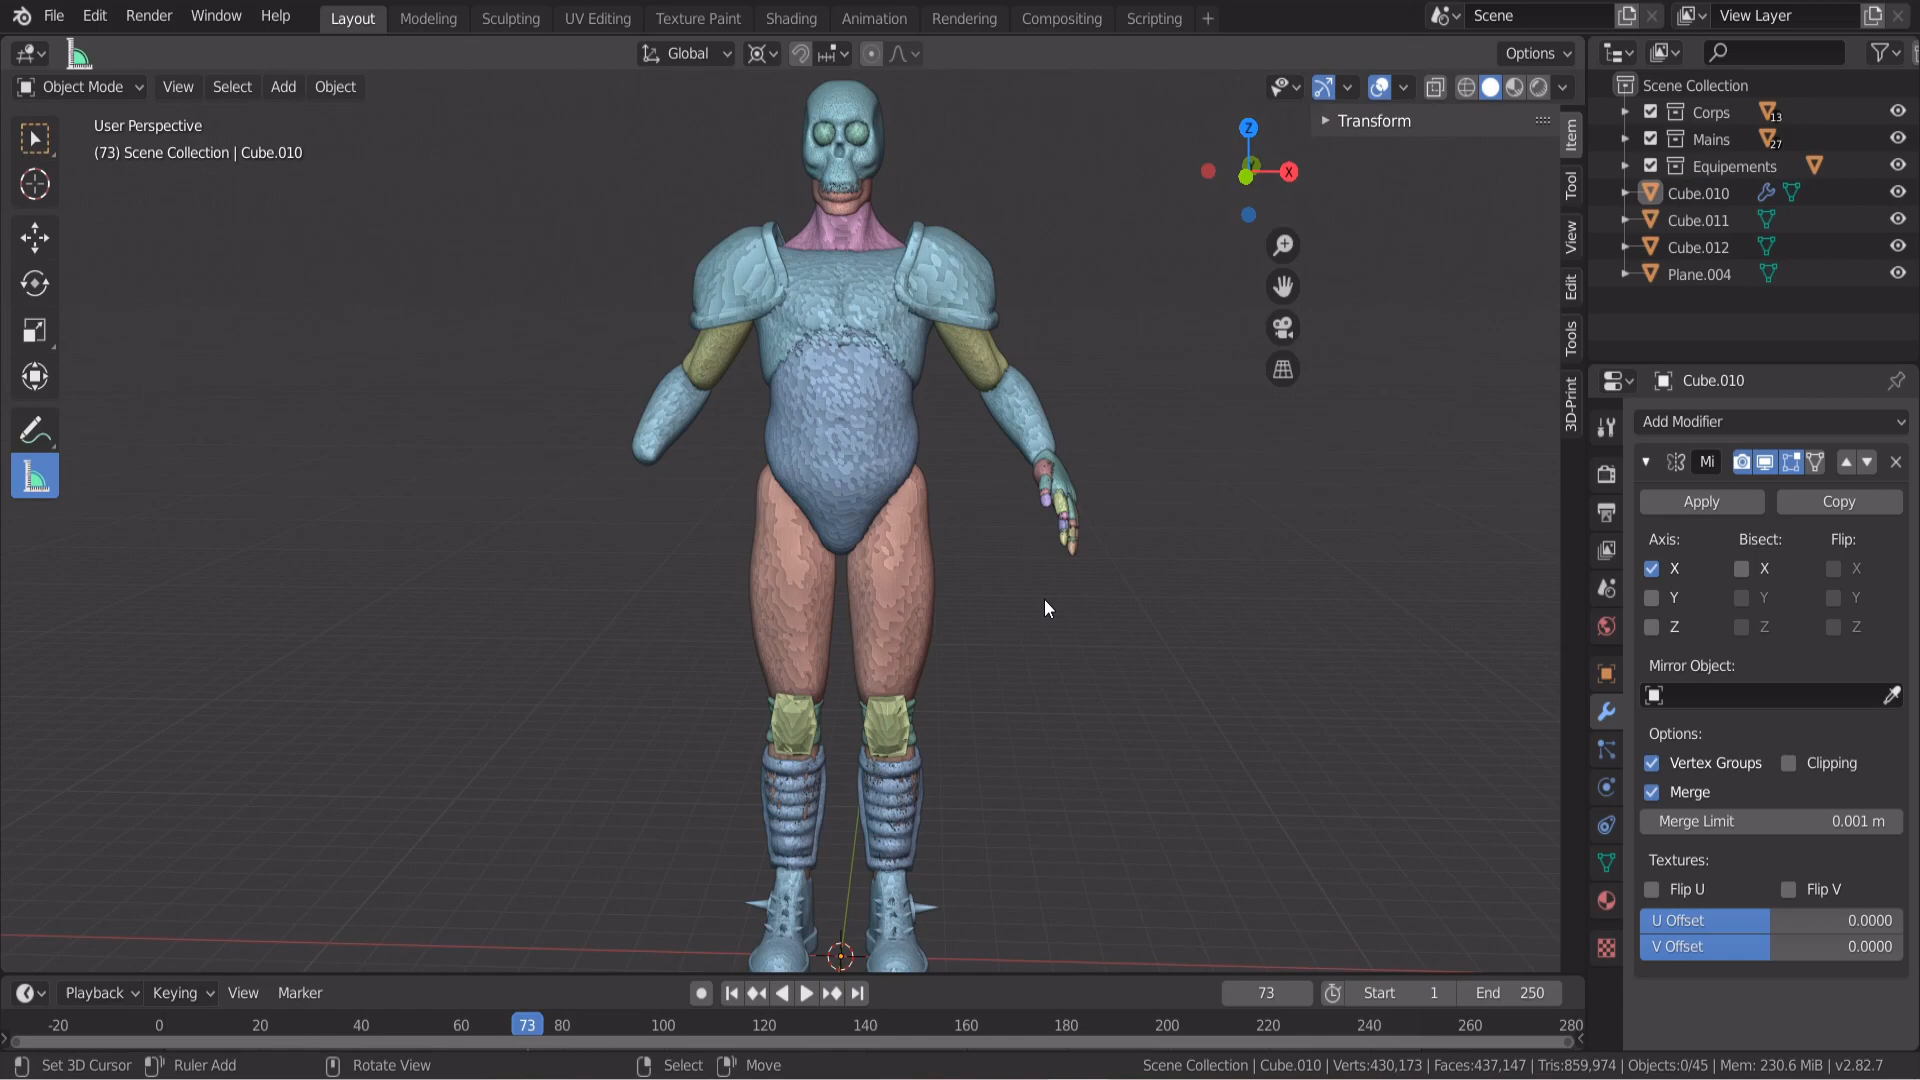 File Edit Render Window Help Layout Modeling Sculpting UV Editing Texture Paint Shading Animation Rendering Compositing Scripting + Scene View Layer
Global Options
Object Mode View Select Add Object
User Perspective
(73) Scene Collection | Cube.010
Z
X
Transform
Item
Tool
View
Edit
Tools
3D-Print
Scene Collection
Corps 13
Mains 27
Equipements
Cube.010
Cube.011
Cube.012
Plane.004
Cube.010
Add Modifier
Mi
Apply Copy
Axis: Bisect: Flip:
X X X
Y Y Y
Z Z Z
Mirror Object:
Options:
Vertex Groups Clipping
Merge
Merge Limit 0.001 m
Textures:
Flip U Flip V
U Offset 0.0000
V Offset 0.0000
Playback Keying View Marker 73 Start 1 End 250
-20 0 20 40 60 73 80 100 120 140 160 180 200 220 240 260 280
Set 3D Cursor Ruler Add Rotate View Select Move Scene Collection | Cube.010 | Verts:430,173 | Faces:437,147 | Tris:859,974 | Objects:0/45 | Mem: 230.6 MiB | v2.82.7